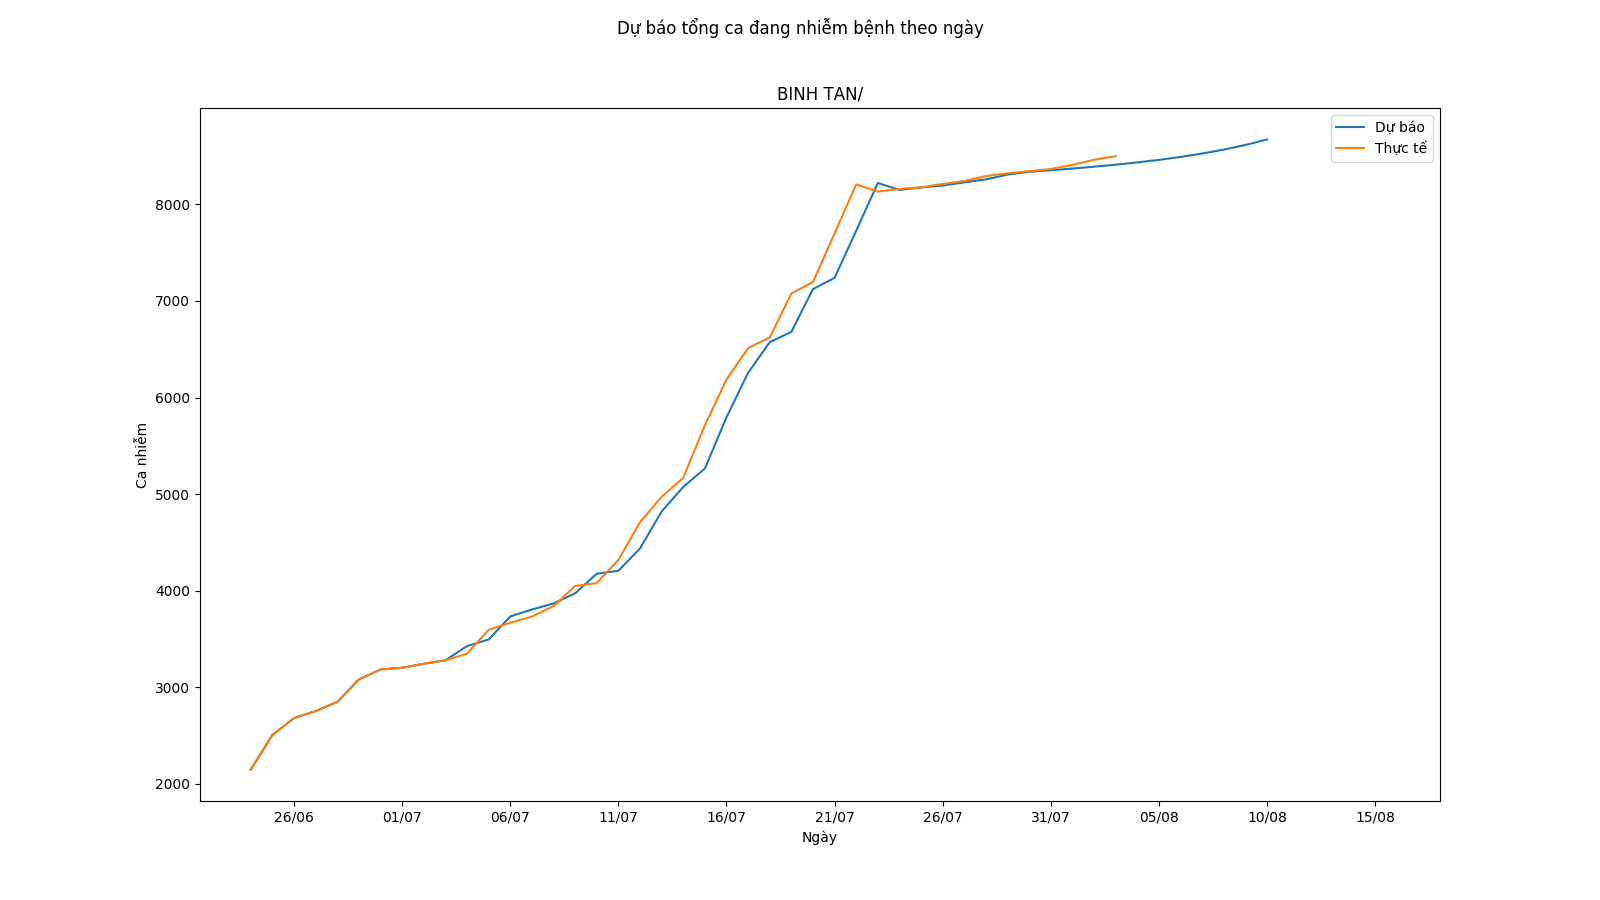 Dự báo tổng ca đang nhiễm bệnh theo ngày
BINH TAN/
Dự báo
Thực tế
8000
7000
6000
5000
4000
3000
2000
Ca nhiễm
26/06 01/07 06/07 11/07 16/07 21/07 26/07 31/07 05/08 10/08 15/08
Ngày